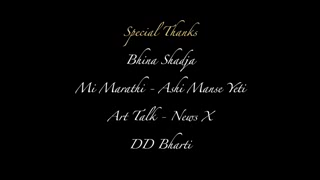 Special Thanks
Bhina Shadja
Mi Marathi - Ashi Manse Yeti
Art Talk - News X
DD Bharti